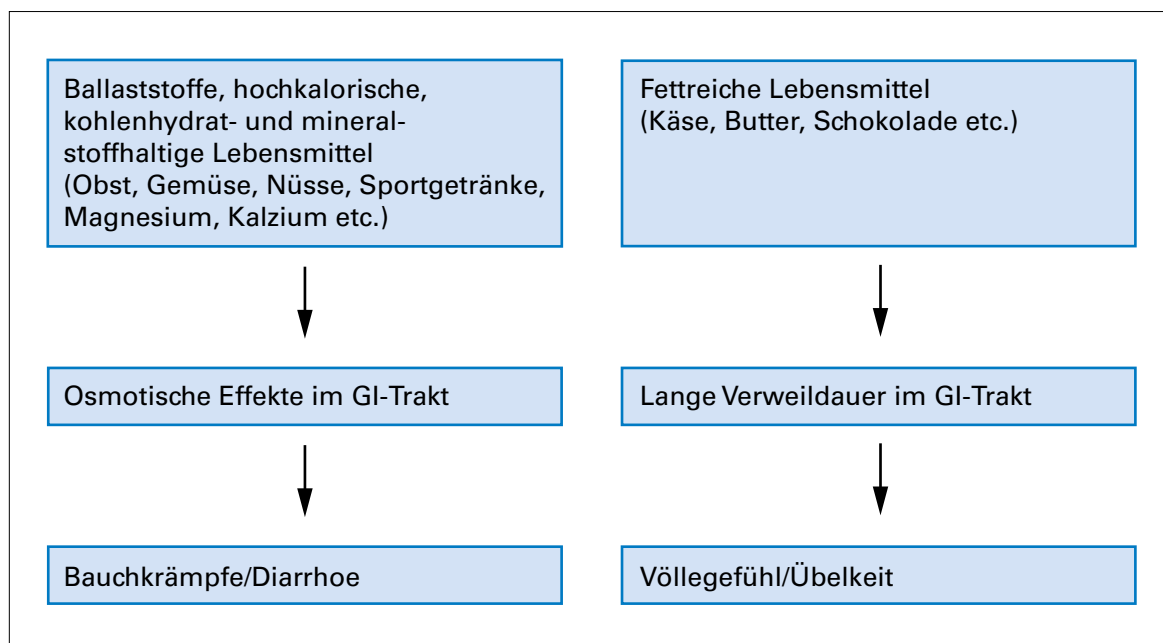 Ballaststoffe, hochkalorische,
kohlenhydrat- und mineral-
stoffhaltige Lebensmittel
(Obst, Gemüse, Nüsse, Sportgetränke,
Magnesium, Kalzium etc.)
Osmotische Effekte im GI-Trakt
Bauchkrämpfe/Diarrhoe
Fettreiche Lebensmittel
(Käse, Butter, Schokolade etc.)
Lange Verweildauer im GI-Trakt
Völlegefühl/Übelkeit